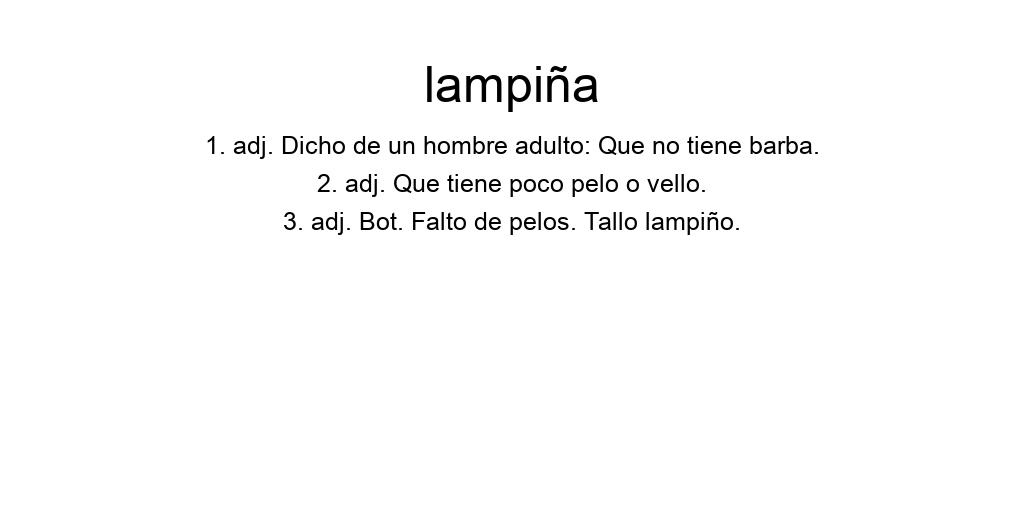 lampiña
1. adj. Dicho de un hombre adulto: Que no tiene barba.
2. adj. Que tiene poco pelo o vello.
3. adj. Bot. Falto de pelos. Tallo lampiño.